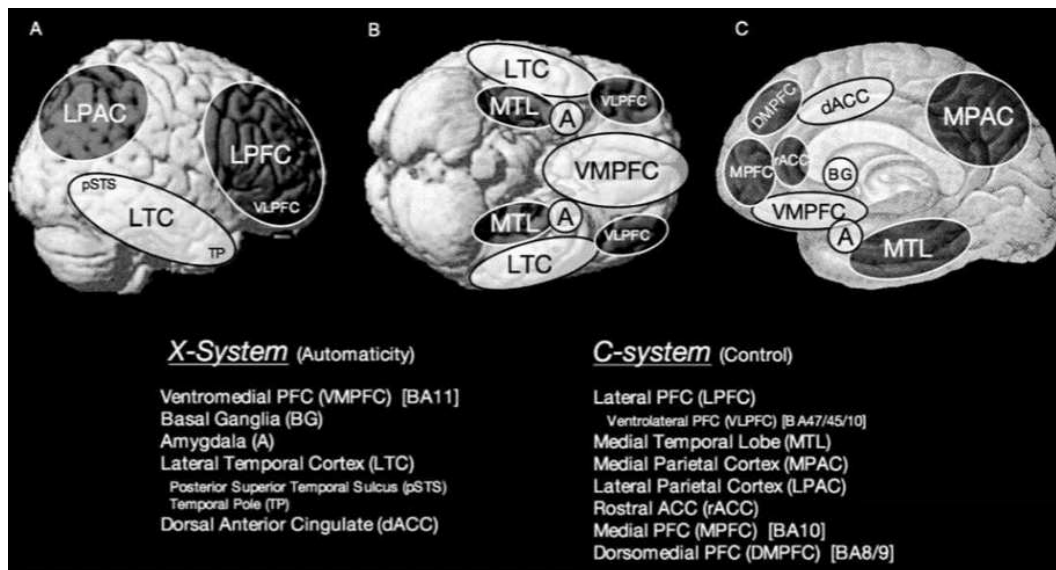 A
B
C
LPAC
LPFC
pSTS
LTC
VLPFC
TP
LTC
MTL
A
VLPFC
VMPFC
MTL
A
VLPFC
LTC
DMPFC
dACC
MPAC
MPFC
rACC
BG
VMPFC
A
MTL
X-System (Automaticity)
Ventromedial PFC (VMPFC) [BA11]
Basal Ganglia (BG)
Amygdala (A)
Lateral Temporal Cortex (LTC)
Posterior Superior Temporal Sulcus (pSTS)
Temporal Pole (TP)
Dorsal Anterior Cingulate (dACC)
C-system (Control)
Lateral PFC (LPFC)
Ventrolateral PFC (VLPFC) [BA47/45/10]
Medial Temporal Lobe (MTL)
Medial Parietal Cortex (MPAC)
Lateral Parietal Cortex (LPAC)
Rostral ACC (rACC)
Medial PFC (MPFC) [BA10]
Dorsomedial PFC (DMPFC) [BA8/9]